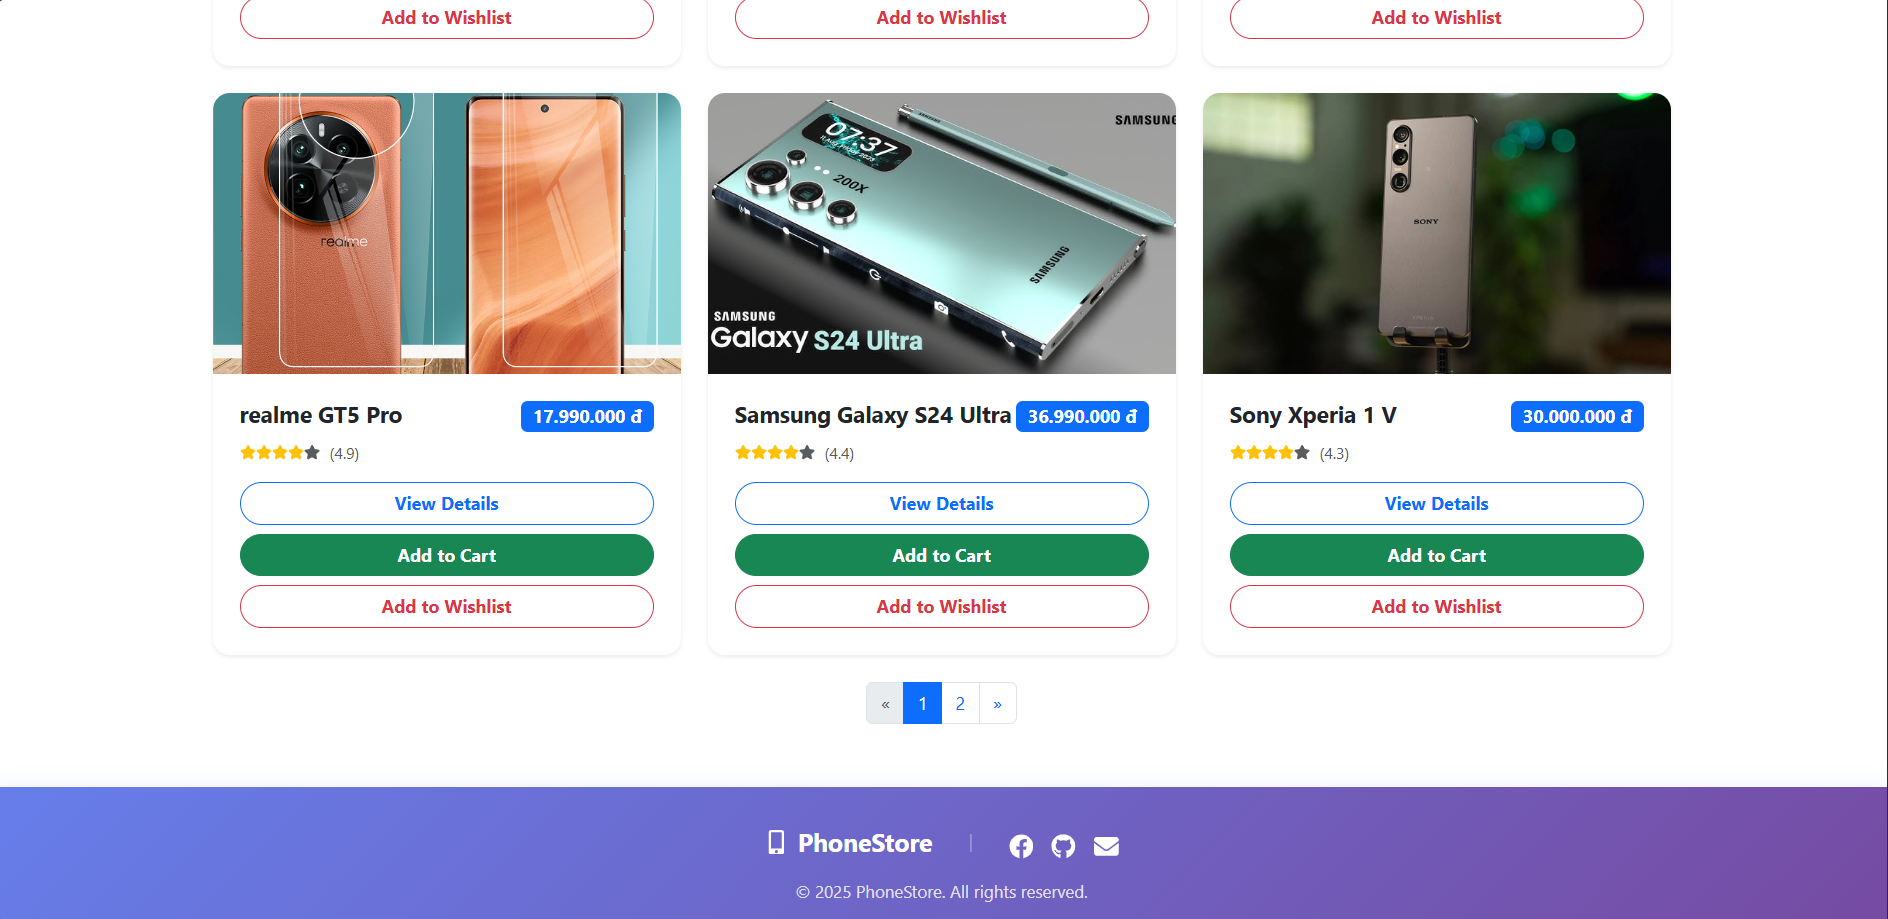 Add to Wishlist
Add to Wishlist
Add to Wishlist
realme
SAMSUNG
07:37
200X
SAMSUNG
SAMSUNG
Galaxy S24 Ultra
SONY
realme GT5 Pro
17.990.000 đ
(4.9)
View Details
Add to Cart
Add to Wishlist
Samsung Galaxy S24 Ultra
36.990.000 đ
(4.4)
View Details
Add to Cart
Add to Wishlist
Sony Xperia 1 V
30.000.000 đ
(4.3)
View Details
Add to Cart
Add to Wishlist
« 1 2 »
PhoneStore
© 2025 PhoneStore. All rights reserved.